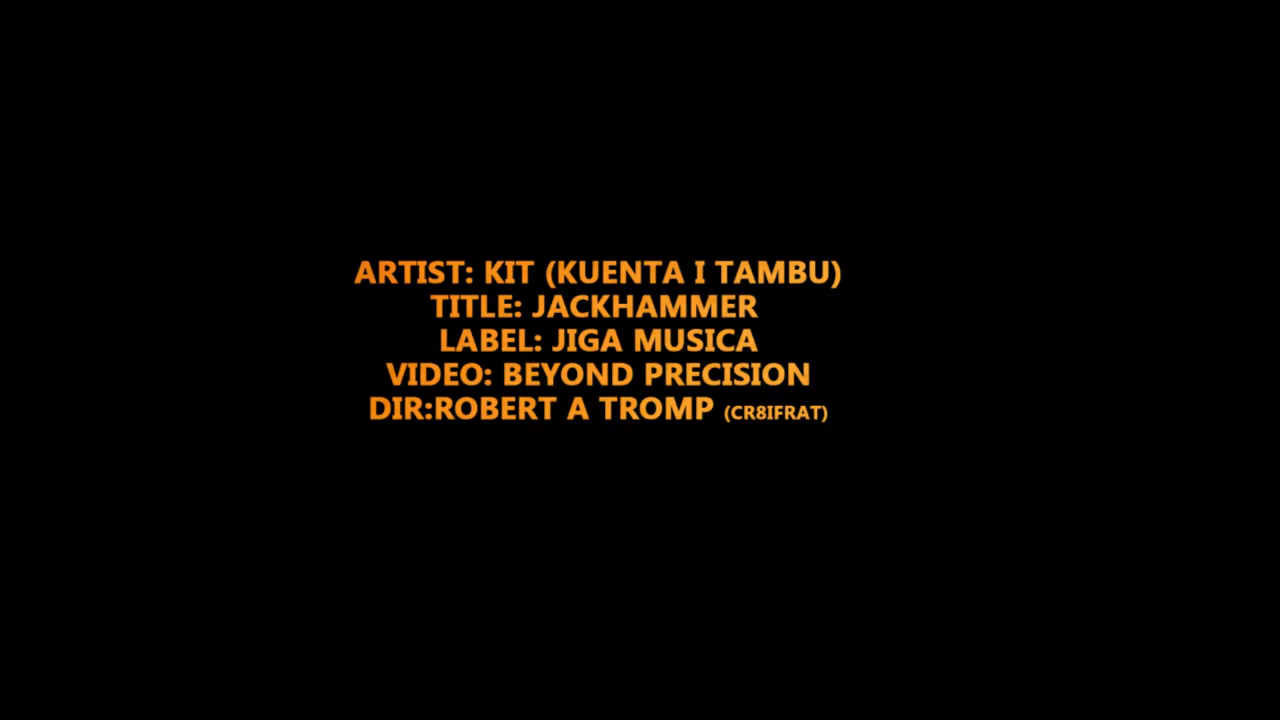 ARTIST: KIT (KUENTA I TAMBU)
TITLE: JACKHAMMER
LABEL: JIGA MUSICA
VIDEO: BEYOND PRECISION
DIR:ROBERT A TROMP (CR8IFRAT)